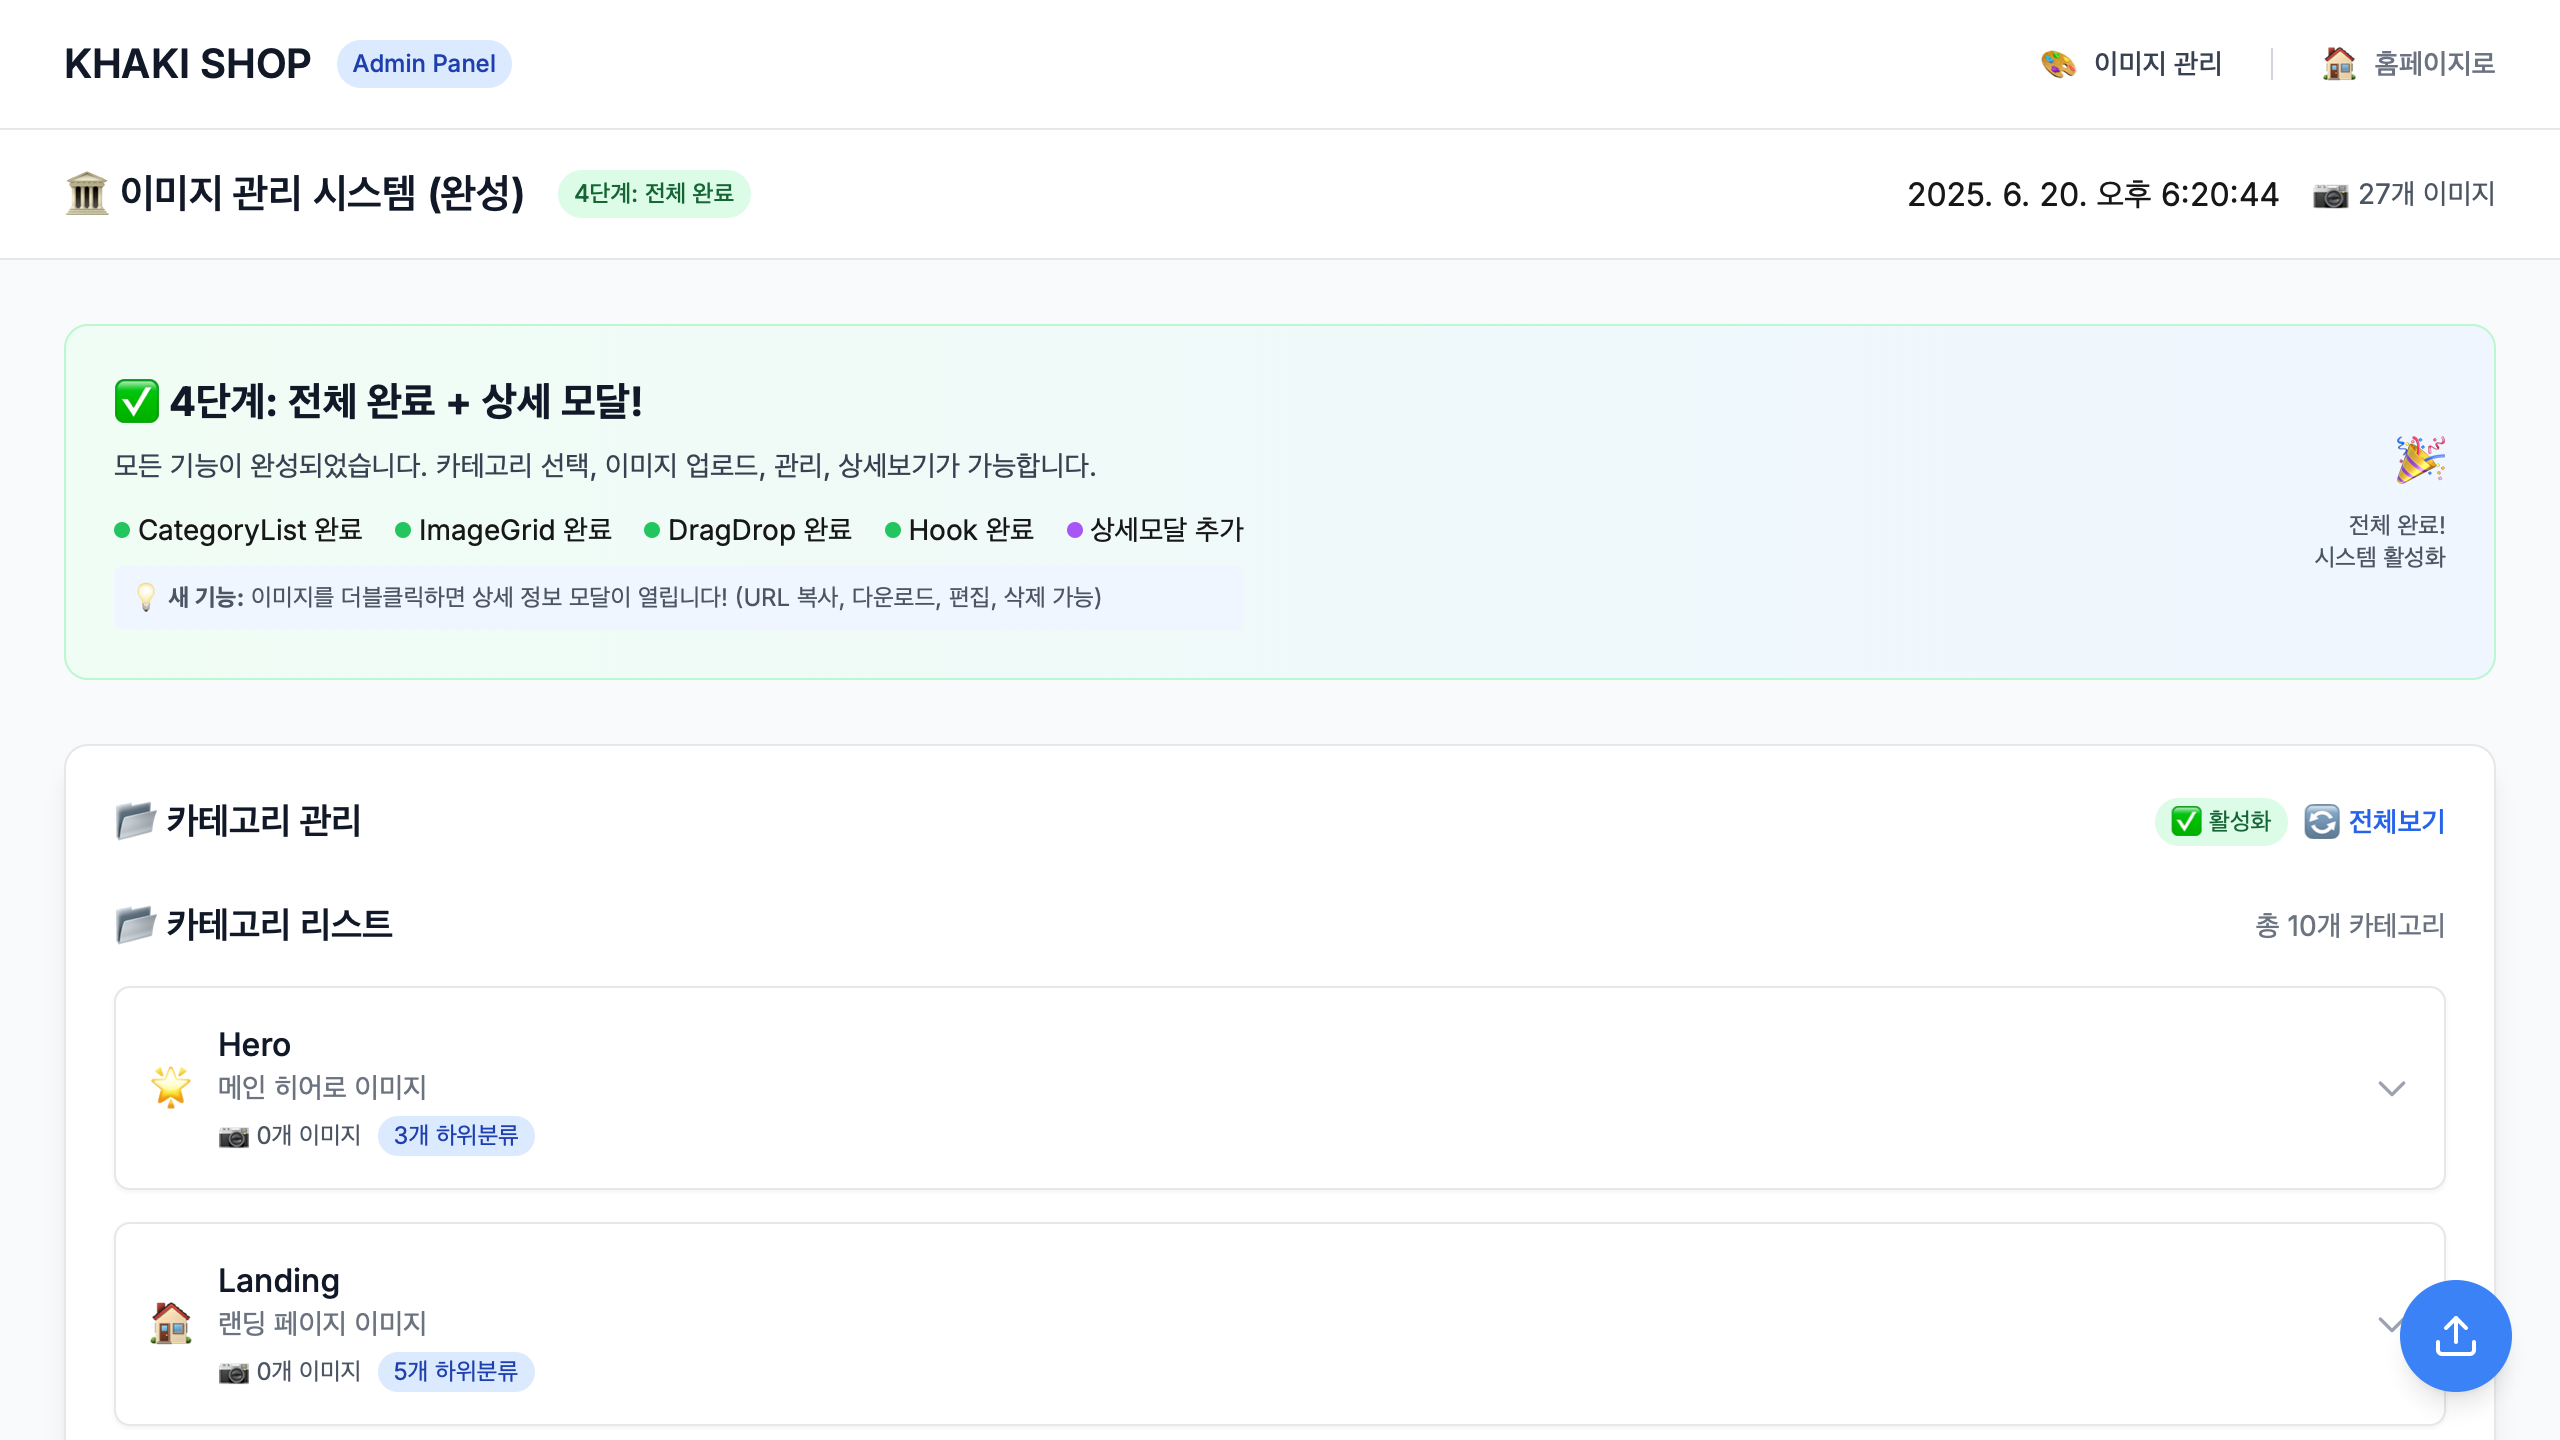 KHAKI SHOP
Admin Panel
🎨 이미지 관리
🏠 홈페이지로
🏛️ 이미지 관리 시스템 (완성)
4단계: 전체 완료
2025. 6. 20. 오후 6:20:44
📷 27개 이미지
✅ 4단계: 전체 완료 + 상세 모달!
모든 기능이 완성되었습니다. 카테고리 선택, 이미지 업로드, 관리, 상세보기가 가능합니다.
CategoryList 완료
ImageGrid 완료
DragDrop 완료
Hook 완료
상세모달 추가
💡 새 기능: 이미지를 더블클릭하면 상세 정보 모달이 열립니다! (URL 복사, 다운로드, 편집, 삭제 가능)
🎉
전체 완료!
시스템 활성화
📂 카테고리 관리
✅ 활성화
🔄 전체보기
📂 카테고리 리스트
총 10개 카테고리
Hero
메인 히어로 이미지
📷 0개 이미지
3개 하위분류
Landing
랜딩 페이지 이미지
📷 0개 이미지
5개 하위분류